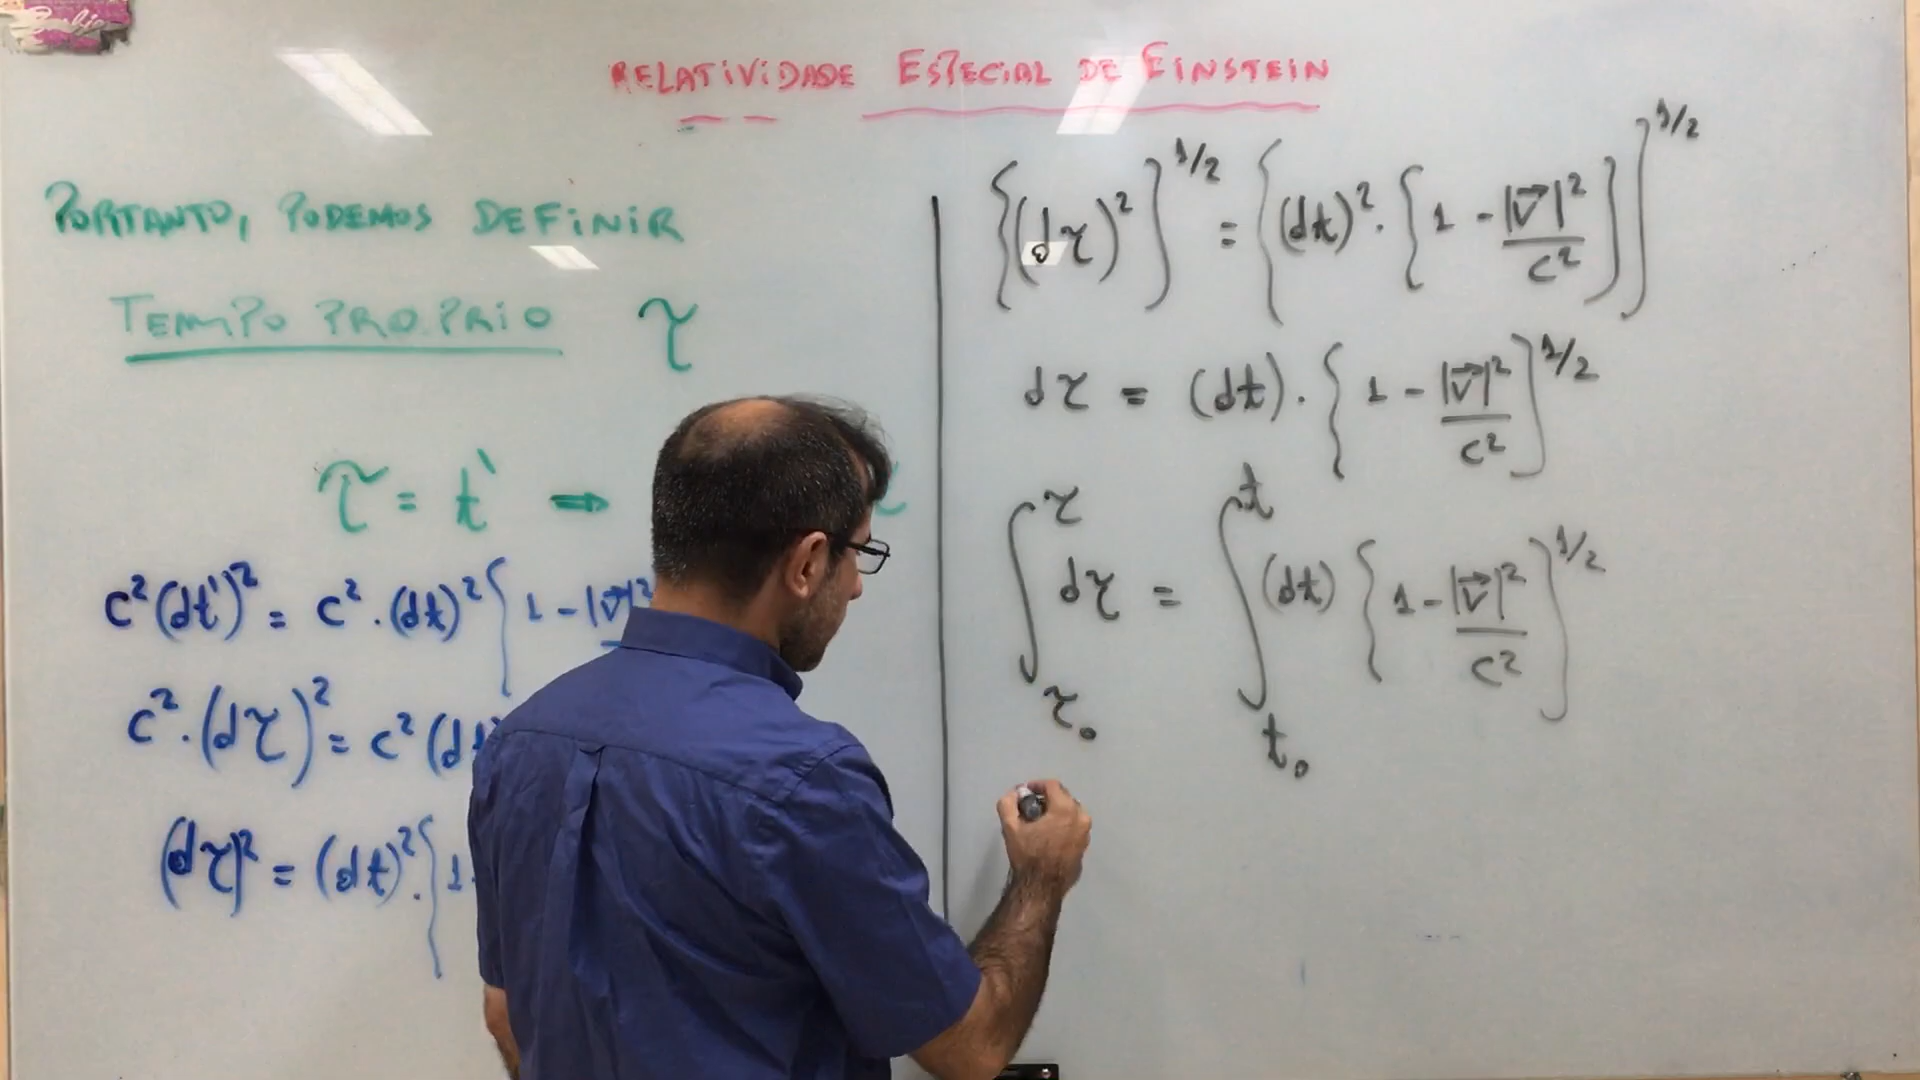 RELATIVIDADE ESPECIAL DE EINSTEIN
PORTANTO, PODEMOS DEFINIR
TEMPO PRÓPRIO τ
τ = t' ⇒
c²(dt')² = c².(dt)² { 1 - |v⃗|²
c².(dτ)² = c²(dt
(dτ)² = (dt)².{ 1
{(dτ)²}^1/2 = {(dt)².{ 1 - |v⃗|²/c² }}^1/2
dτ = (dt).{ 1 - |v⃗|²/c² }^1/2
∫_τ₀^τ dτ = ∫_t₀^t (dt) { 1 - |v⃗|²/c² }^1/2